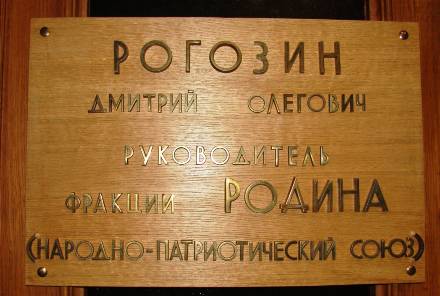 РОГОЗИН
ДМИТРИЙ ОЛЕГОВИЧ
РУКОВОДИТЕЛЬ
ФРАКЦИИ РОДИНА
(НАРОДНО-ПАТРИОТИЧЕСКИЙ СОЮЗ)